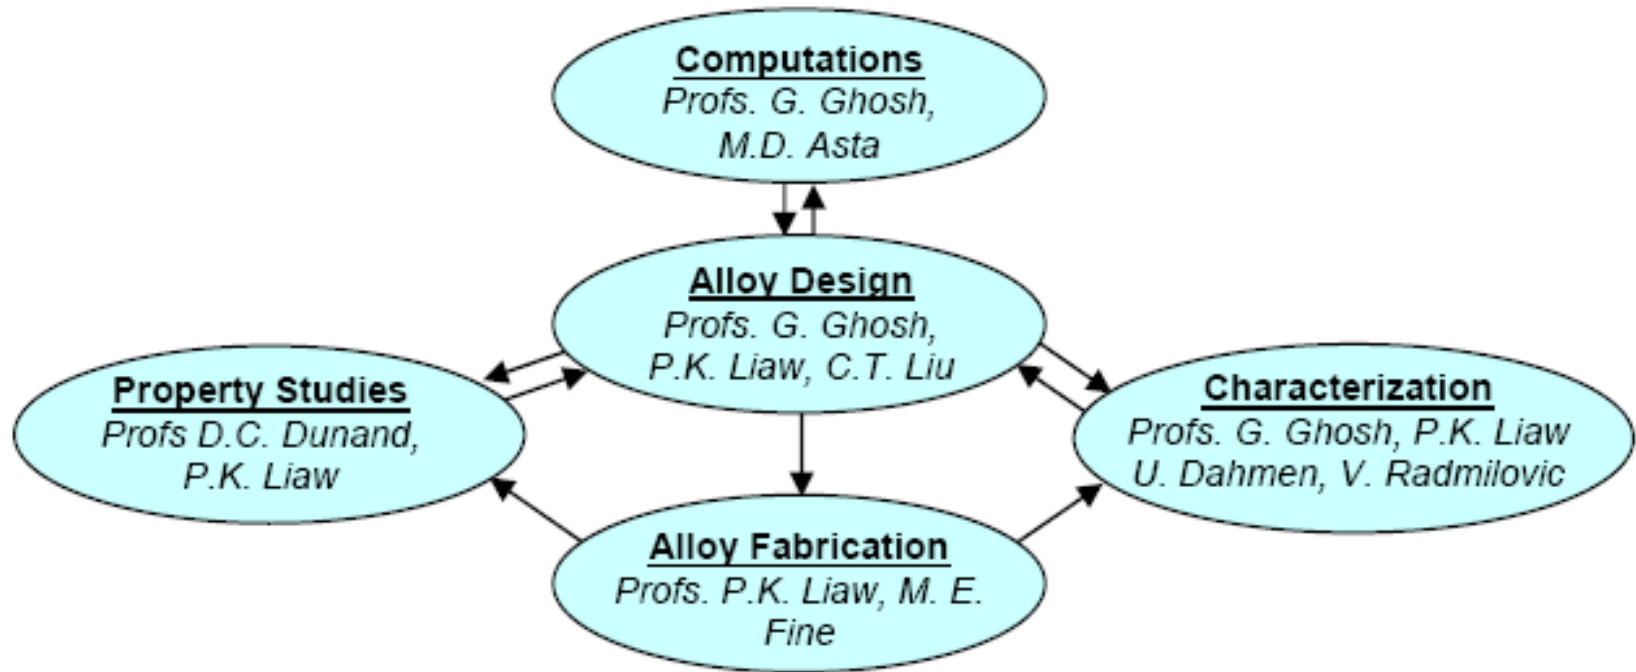 Computations
Profs. G. Ghosh,
M.D. Asta
Alloy Design
Profs. G. Ghosh,
P.K. Liaw, C.T. Liu
Property Studies
Profs D.C. Dunand,
P.K. Liaw
Characterization
Profs. G. Ghosh, P.K. Liaw
U. Dahmen, V. Radmilovic
Alloy Fabrication
Profs. P.K. Liaw, M. E.
Fine